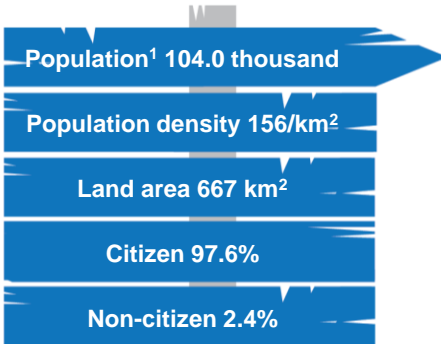 Population¹ 104.0 thousand
Population density 156/km²
Land area 667 km²
Citizen 97.6%
Non-citizen 2.4%